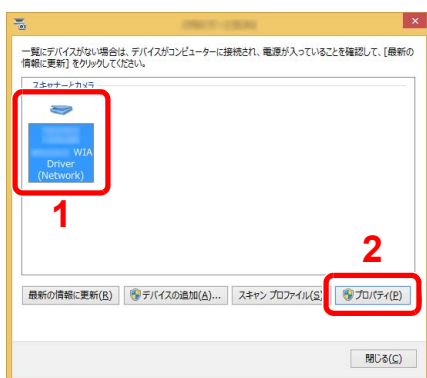 一覧にデバイスがない場合は、デバイスがコンピューターに接続され、電源が入っていることを確認して、[最新の
情報に更新] をクリックしてください。
スキャナーとカメラ
WIA
Driver
(Network)
1
2
最新の情報に更新(R)
デバイスの追加(A)...
スキャン プロファイル(S)
プロパティ(P)
閉じる(C)